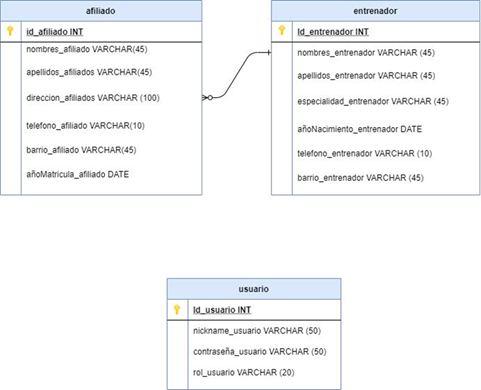 afiliado
id_afiliado INT
nombres_afiliado VARCHAR(45)
apellidos_afiliados VARCHAR(45)
direccion_afiliados VARCHAR (100)
telefono_afiliado VARCHAR(10)
barrio_afiliado VARCHAR(45)
añoMatricula_afiliado DATE
entrenador
Id_entrenador INT
nombres_entrenador VARCHAR (45)
apellidos_entrenador VARCHAR (45)
especialidad_entrenador VARCHAR (45)
añoNacimiento_entrenador DATE
telefono_entrenador VARCHAR (10)
barrio_entrenador VARCHAR (45)
usuario
Id_usuario INT
nickname_usuario VARCHAR (50)
contraseña_usuario VARCHAR (50)
rol_usuario VARCHAR (20)